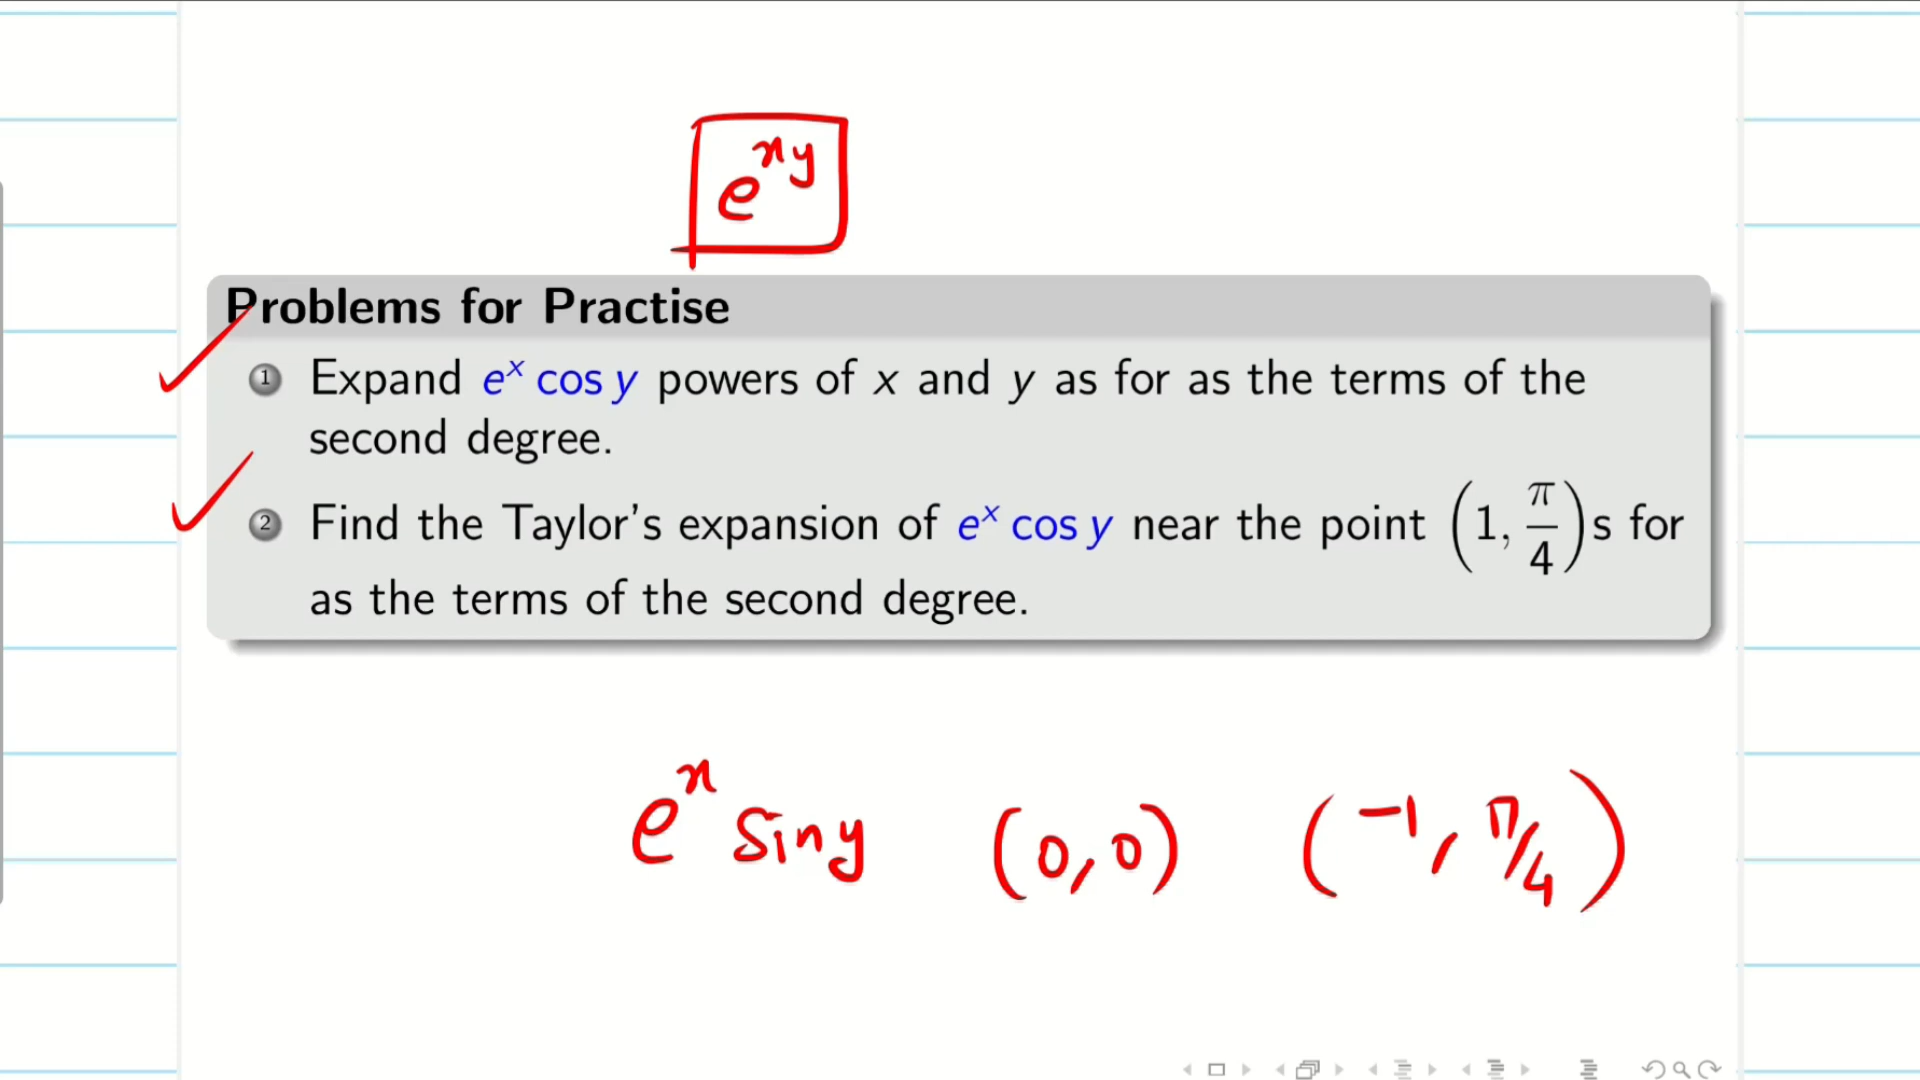 e^xy
Problems for Practise
1 Expand e^x cos y powers of x and y as for as the terms of the
second degree.
2 Find the Taylor's expansion of e^x cos y near the point (1, π/4)s for
as the terms of the second degree.
e^x Siny (0,0) (-1, π/4)